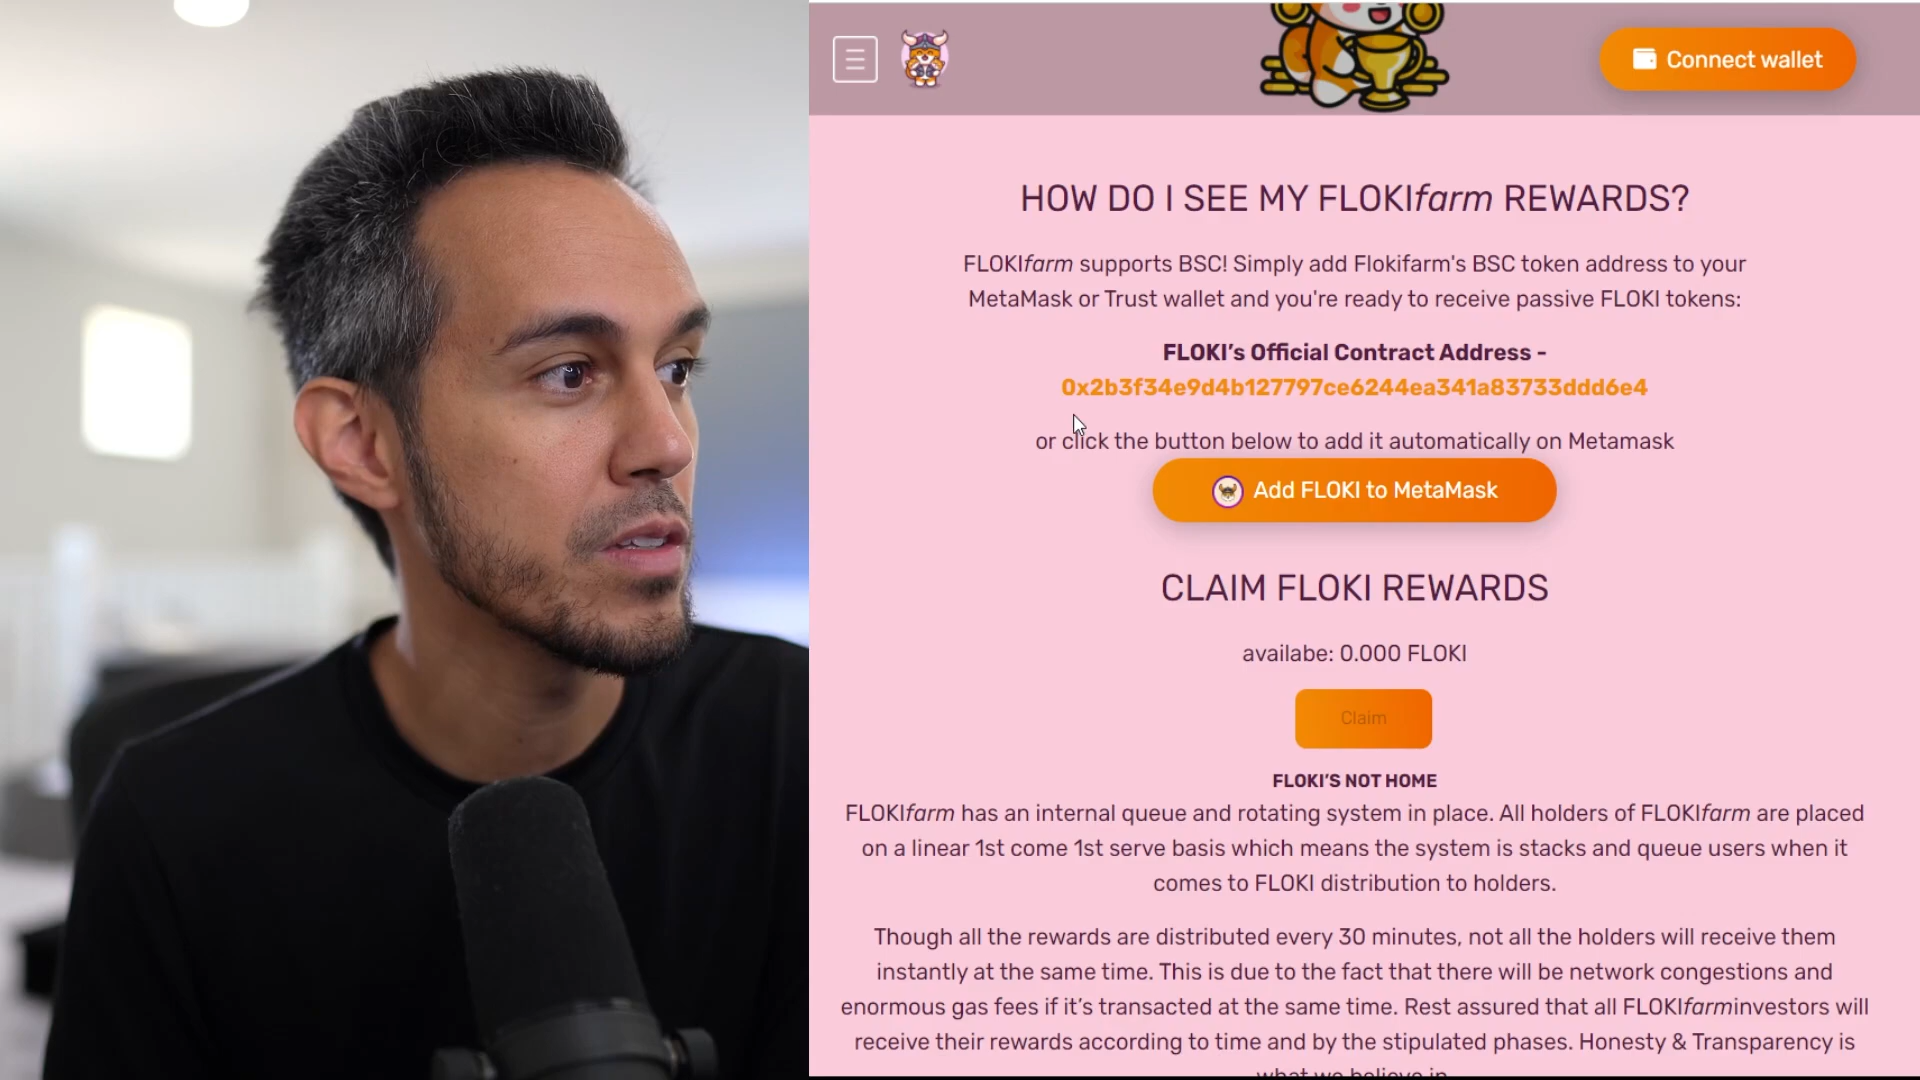 Connect wallet
HOW DO I SEE MY FLOKIfarm REWARDS?
FLOKIfarm supports BSC! Simply add Flokifarm's BSC token address to your
MetaMask or Trust wallet and you're ready to receive passive FLOKI tokens:
FLOKI’s Official Contract Address -
0x2b3f34e9d4b127797ce6244ea341a83733ddd6e4
or click the button below to add it automatically on Metamask
Add FLOKI to MetaMask
CLAIM FLOKI REWARDS
availabe: 0.000 FLOKI
Claim
FLOKI’S NOT HOME
FLOKIfarm has an internal queue and rotating system in place. All holders of FLOKIfarm are placed
on a linear 1st come 1st serve basis which means the system is stacks and queue users when it
comes to FLOKI distribution to holders.
Though all the rewards are distributed every 30 minutes, not all the holders will receive them
instantly at the same time. This is due to the fact that there will be network congestions and
enormous gas fees if it’s transacted at the same time. Rest assured that all FLOKIfarminvestors will
receive their rewards according to time and by the stipulated phases. Honesty & Transparency is
what we believe in